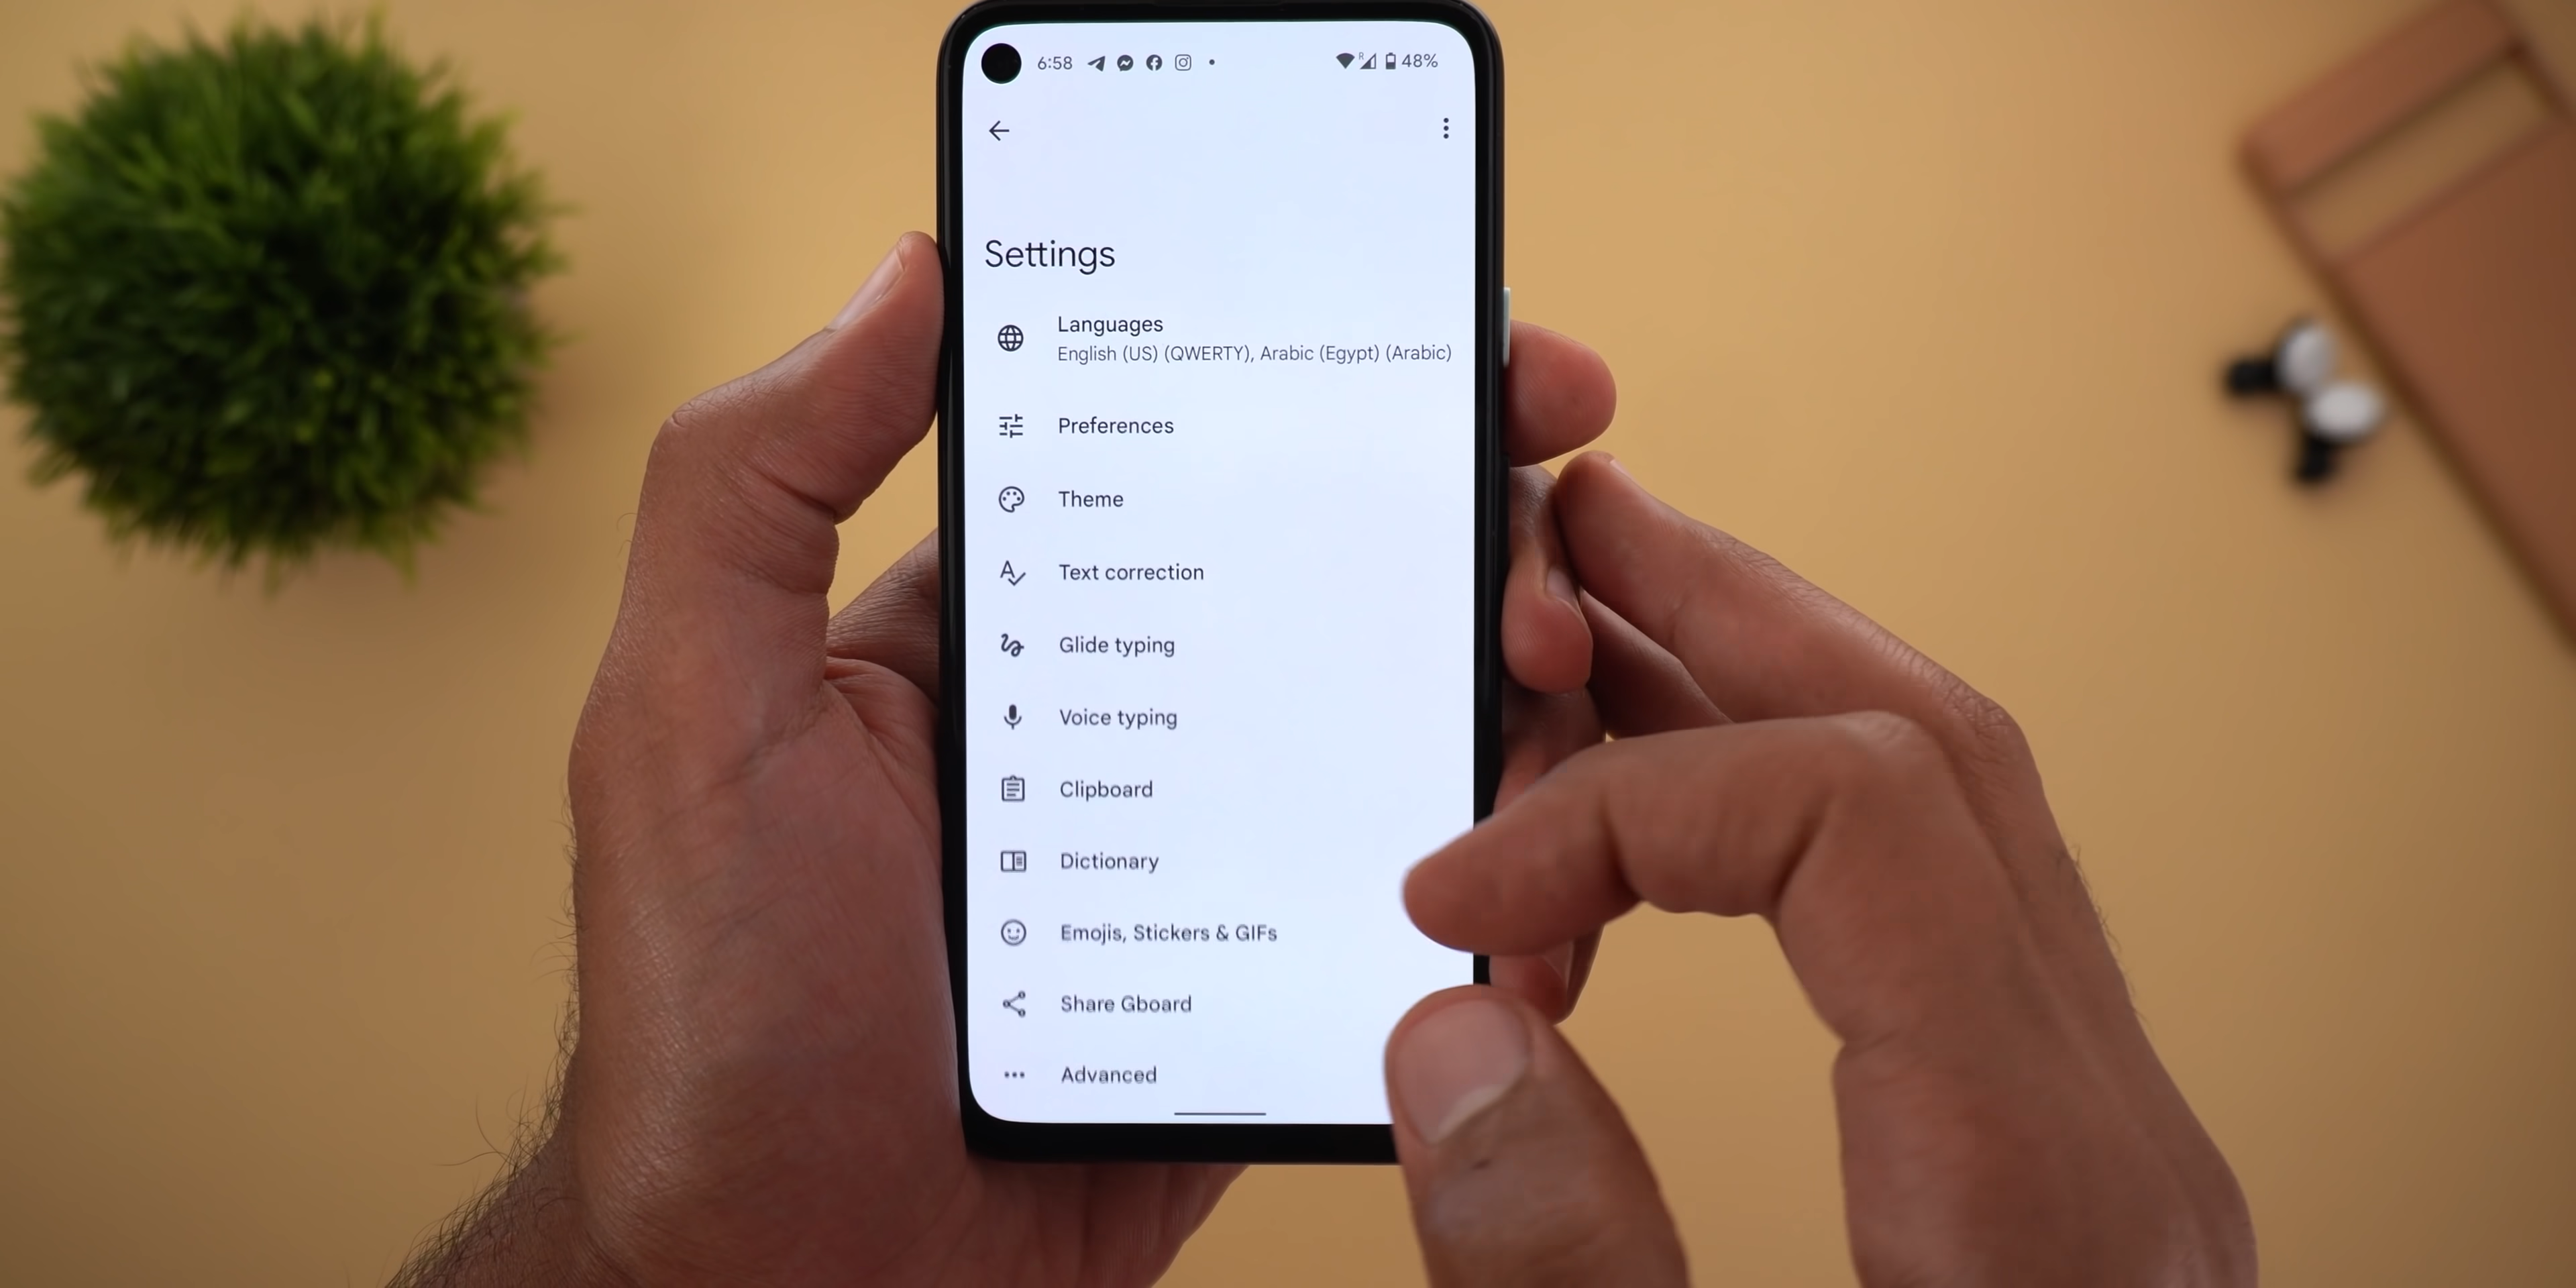 6:58 48%
Settings
Languages
English (US) (QWERTY), Arabic (Egypt) (Arabic)
Preferences
Theme
Text correction
Glide typing
Voice typing
Clipboard
Dictionary
Emojis, Stickers & GIFs
Share Gboard
Advanced